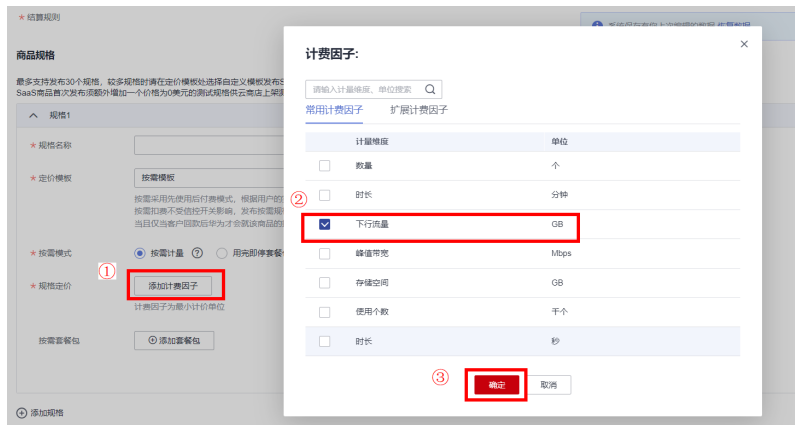 * 结算规则
商品规格
最多支持发布30个规格，较多规格时请在定价模板处选择自定义模板发布S
SaaS商品首次发布须额外增加一个价格为0美元的测试规格供云商店上架测
规格1
* 规格名称
* 定价模板
按需模板
按需采用先使用后付费模式，根据用户的
按需扣费不受信控开关影响，发布按需规
当且仅当客户回款后华为才会就该商品的
* 按需模式
按需计量
用完即停套餐
①
* 规格定价
添加计费因子
计费因子为最小计价单位
按需套餐包
添加套餐包
添加规格
计费因子:
请输入计量维度，单位搜索
常用计费因子 扩展计费因子
计量维度 单位
数量 个
时长 分钟
②
下行流量 GB
峰值带宽 Mbps
存储空间 GB
使用个数 千个
时长 秒
③
确定 取消